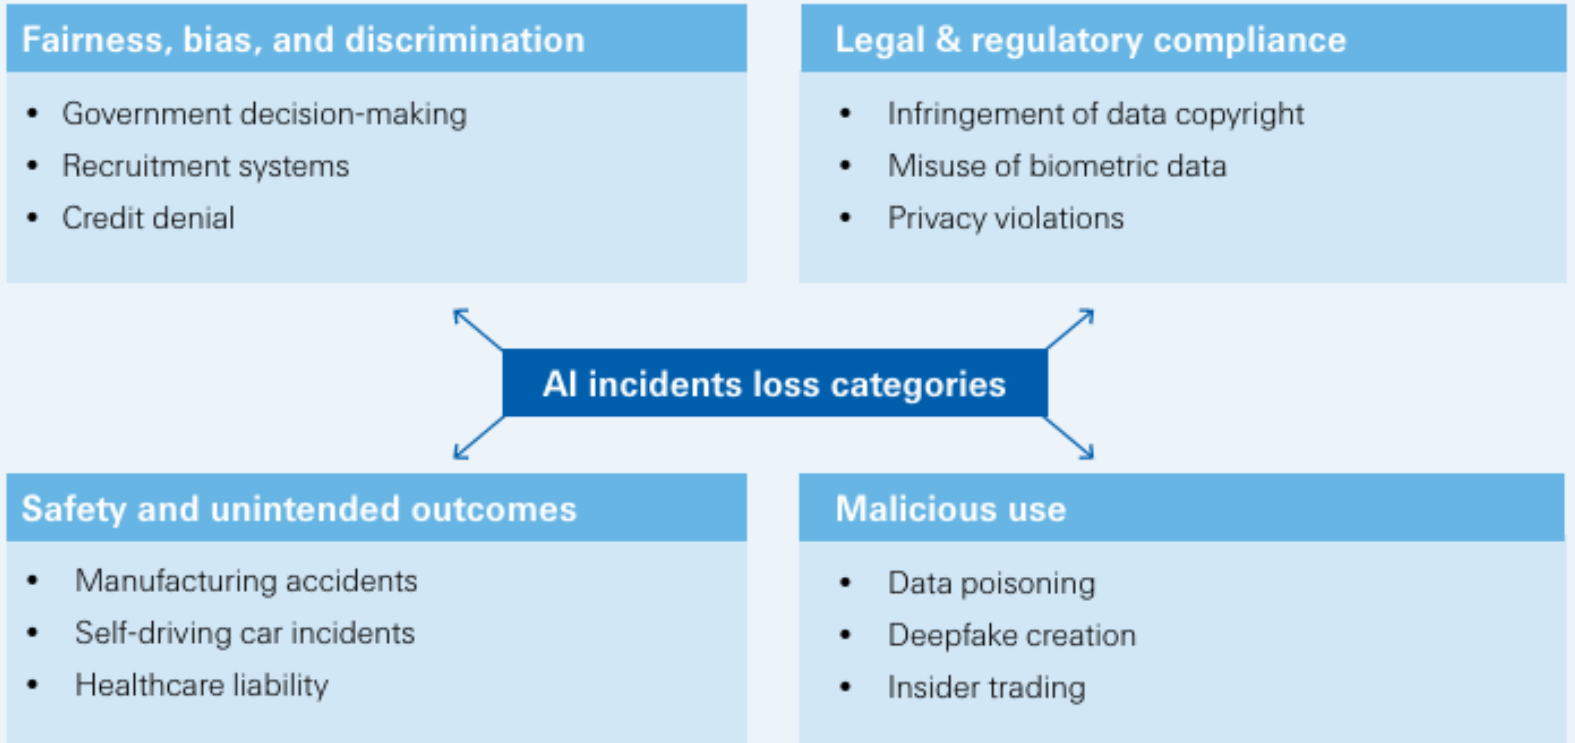 Fairness, bias, and discrimination
• Government decision-making
• Recruitment systems
• Credit denial
Legal & regulatory compliance
• Infringement of data copyright
• Misuse of biometric data
• Privacy violations
AI incidents loss categories
Safety and unintended outcomes
• Manufacturing accidents
• Self-driving car incidents
• Healthcare liability
Malicious use
• Data poisoning
• Deepfake creation
• Insider trading